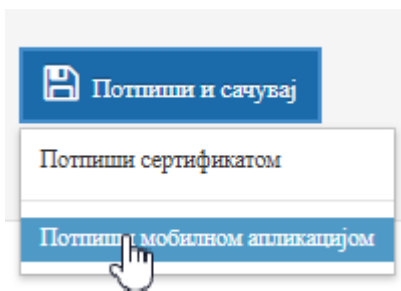 Потпиши и сачувај
Потпиши сертификатом
Потпиши мобилном апликацијом